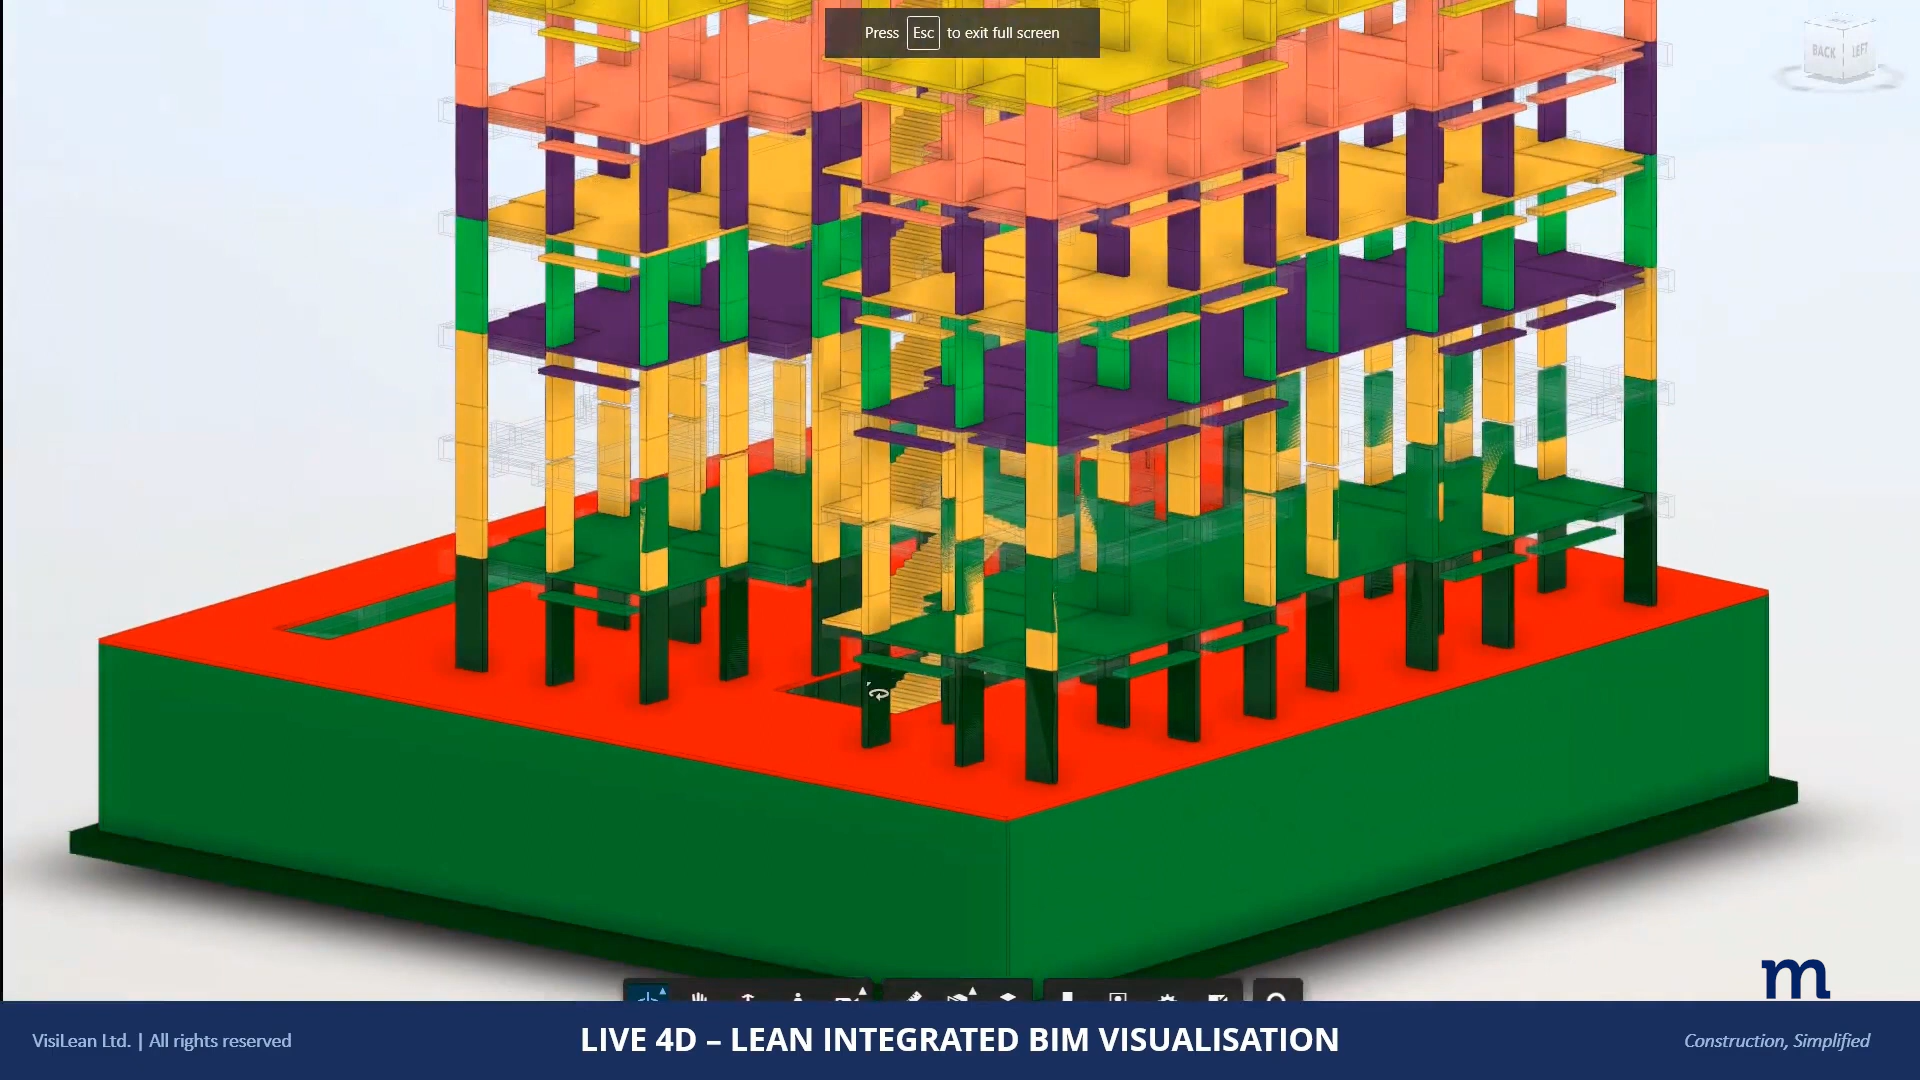 Press Esc to exit full screen
BACK
LEFT
m
VisiLean Ltd. | All rights reserved
LIVE 4D – LEAN INTEGRATED BIM VISUALISATION
Construction, Simplified